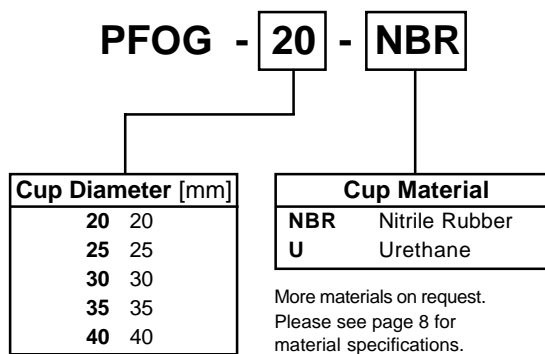 PFOG - 20 - NBR
Cup Diameter [mm]
20 20
25 25
30 30
35 35
40 40
Cup Material
NBR Nitrile Rubber
U Urethane
More materials on request.
Please see page 8 for
material specifications.